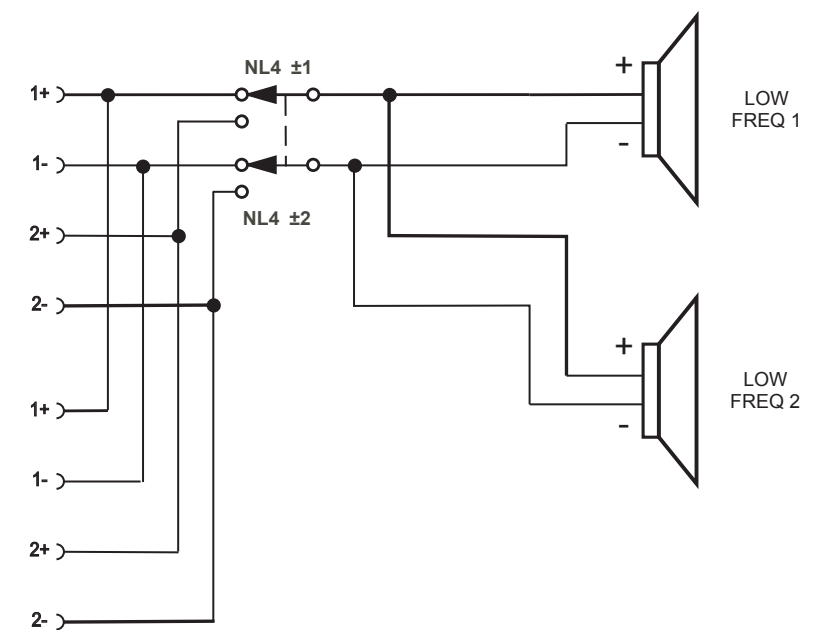 NL4 ±1
1+
+
LOW
FREQ 1
-
1-
NL4 ±2
2+
2-
+
LOW
FREQ 2
1+
-
1-
2+
2-